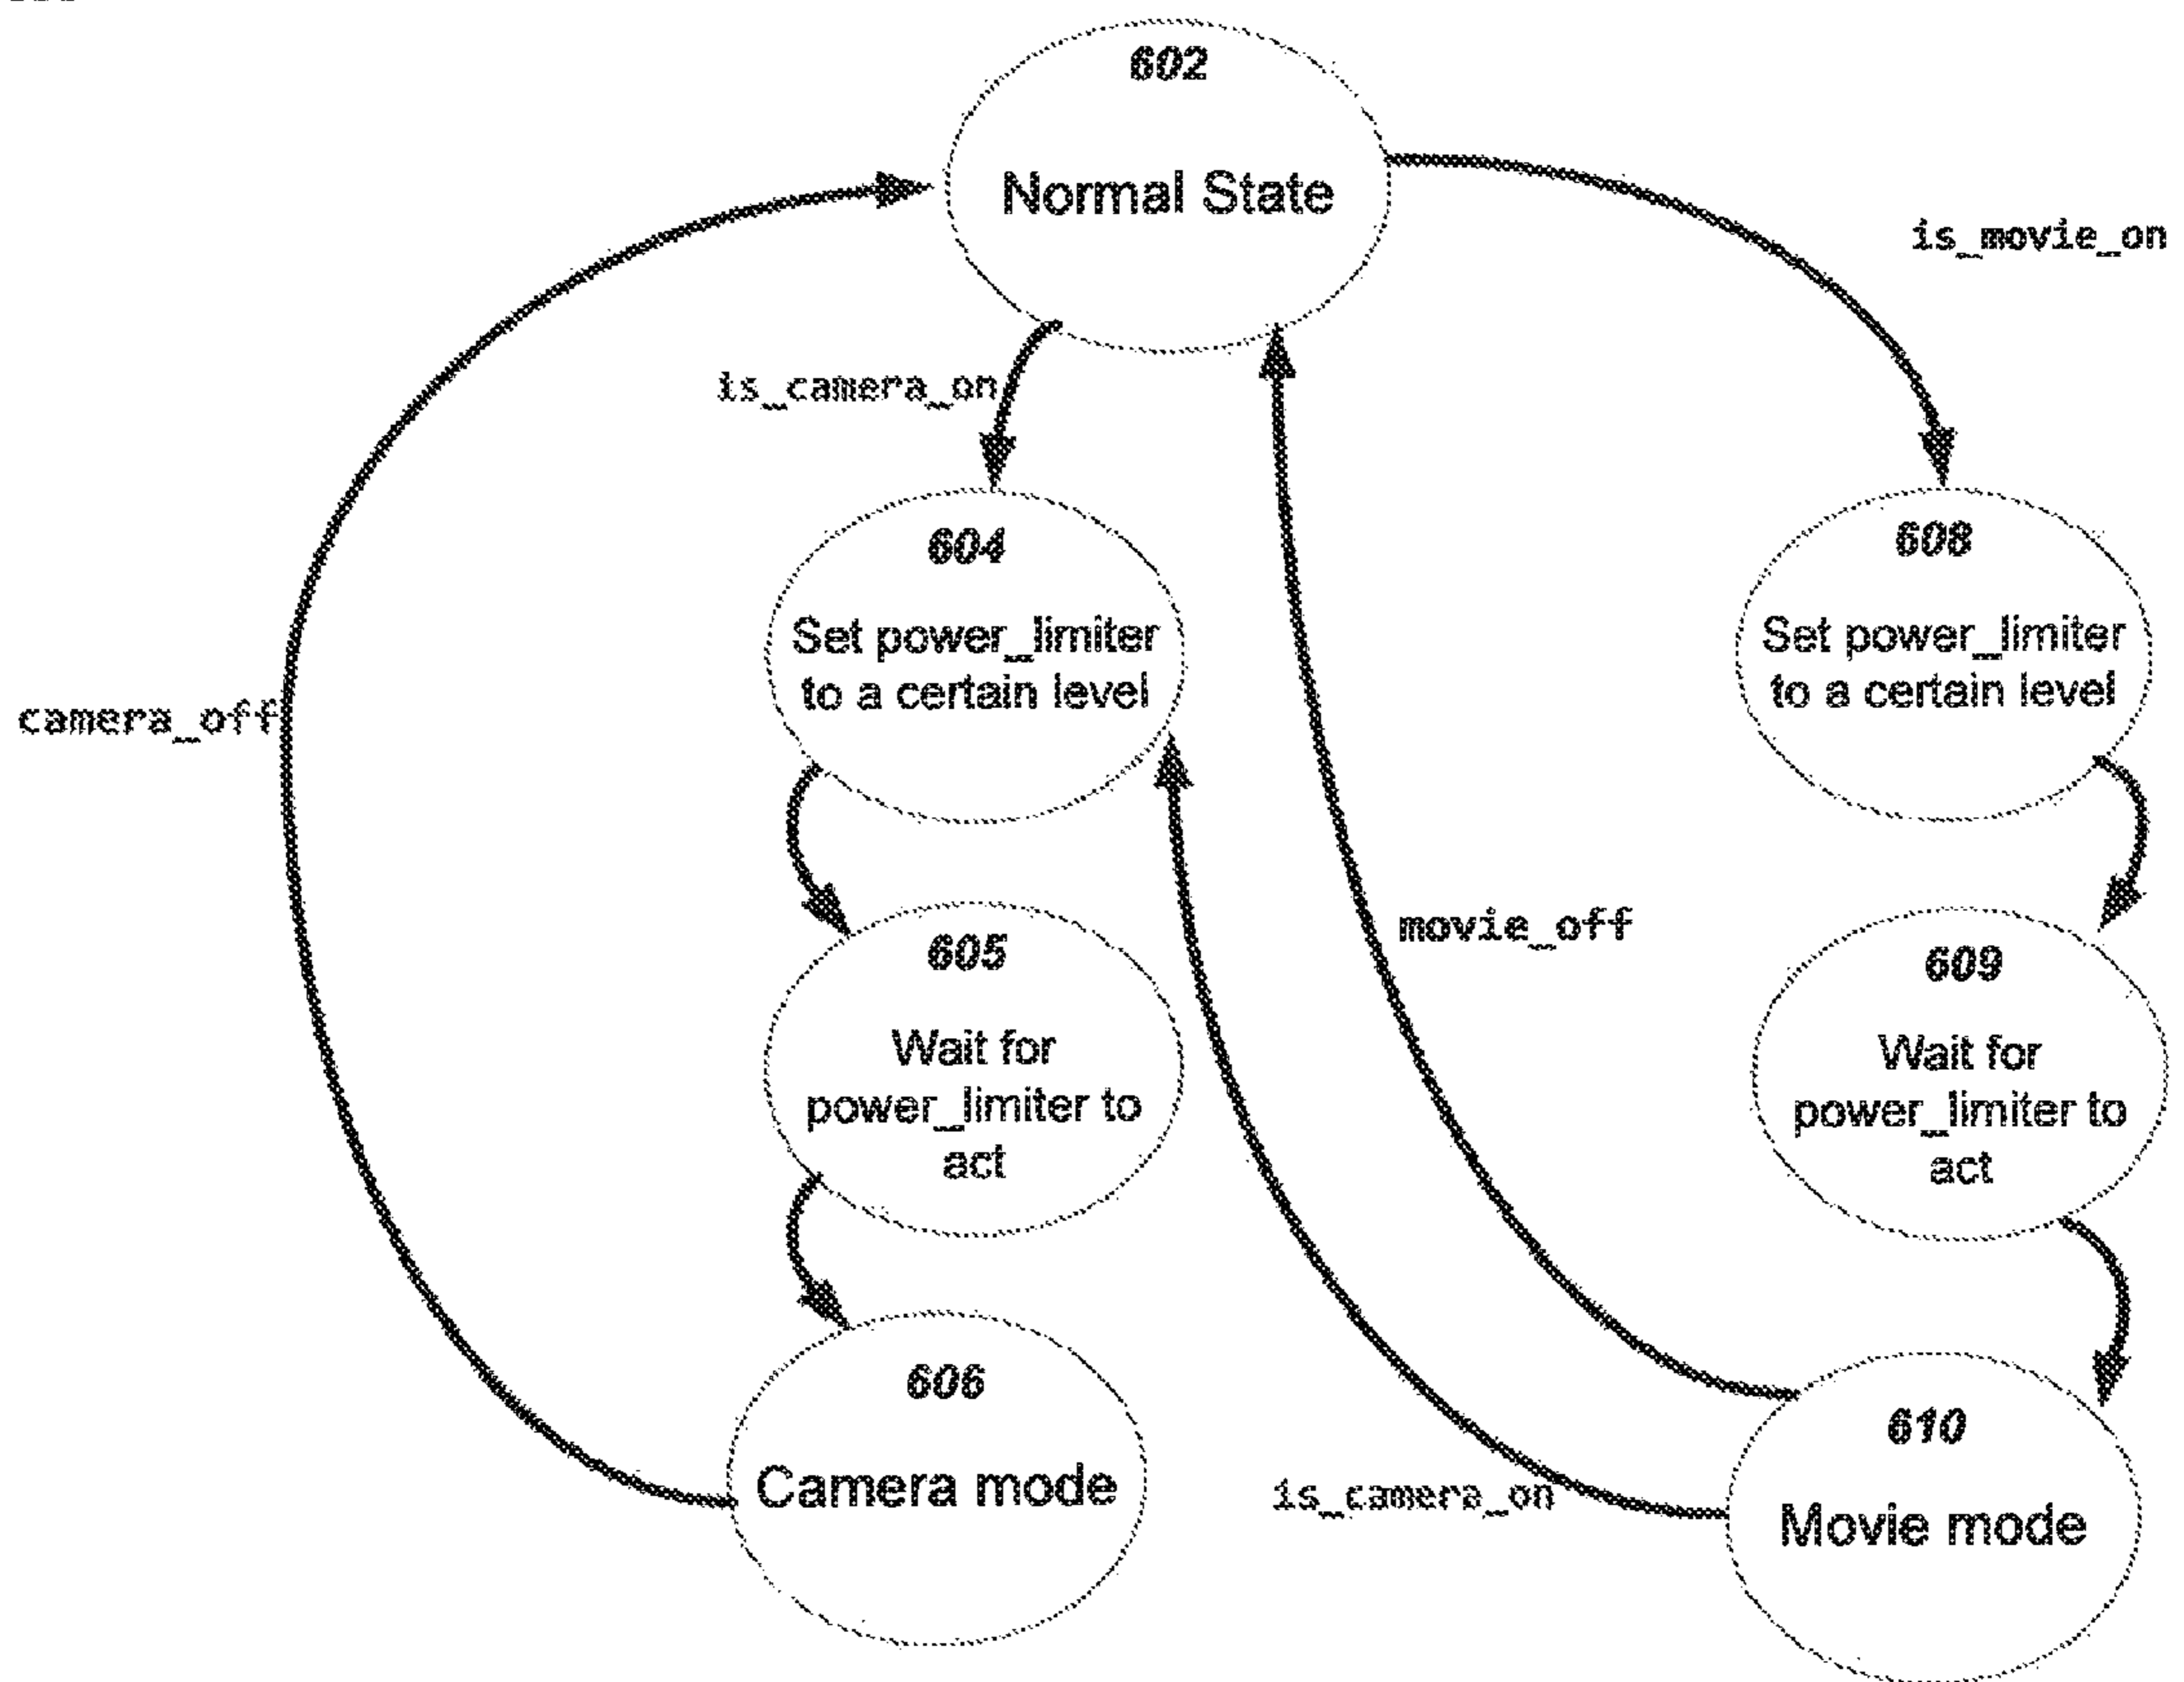 602
Normal State
is_movie_on
is_camera_on
604
Set power_limiter
to a certain level
608
Set power_limiter
to a certain level
camera_off
movie_off
605
Wait for
power_limiter to
act
609
Wait for
power_limiter to
act
606
Camera mode
is_camera_on
610
Movie mode